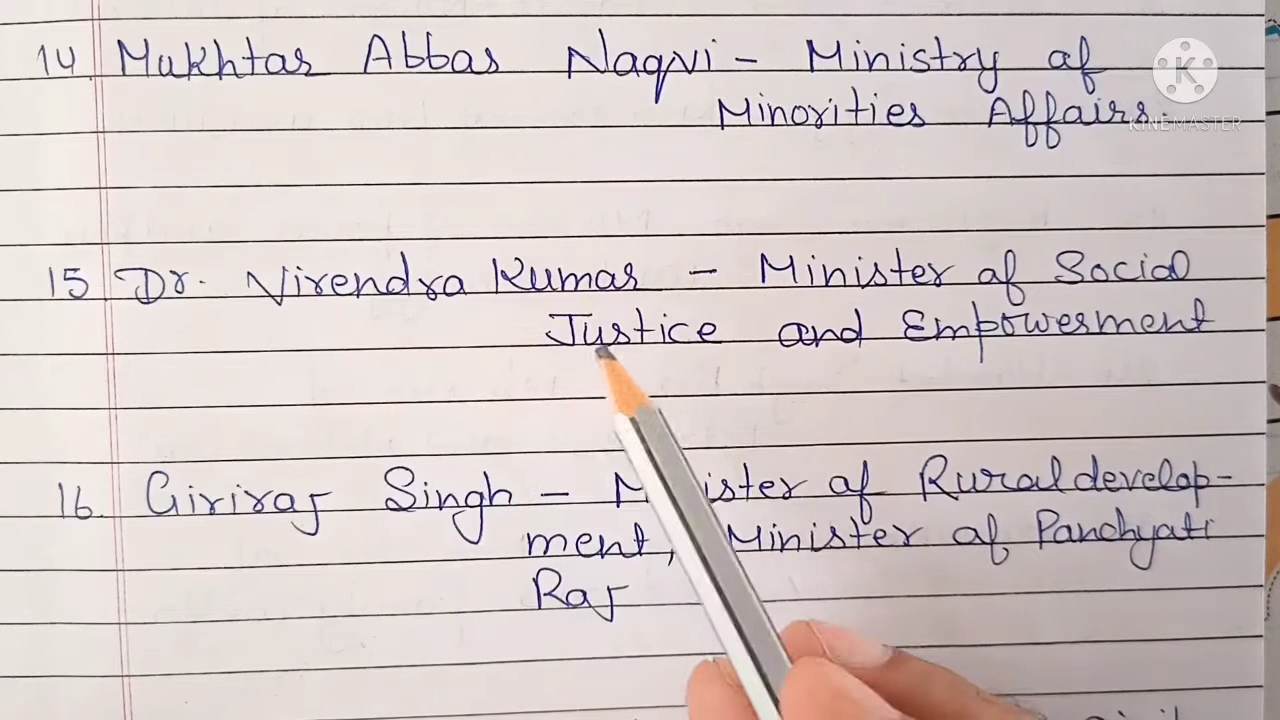 14. Mukhtar Abbas Naqvi - Ministry of
Minorities Affairs.
KINEMASTER
15 Dr. Virendra Kumar - Minister of Social
Justice and Empowerment
16. Giriraj Singh - Minister of Rural develop-
ment, Minister of Panchyati
Raj